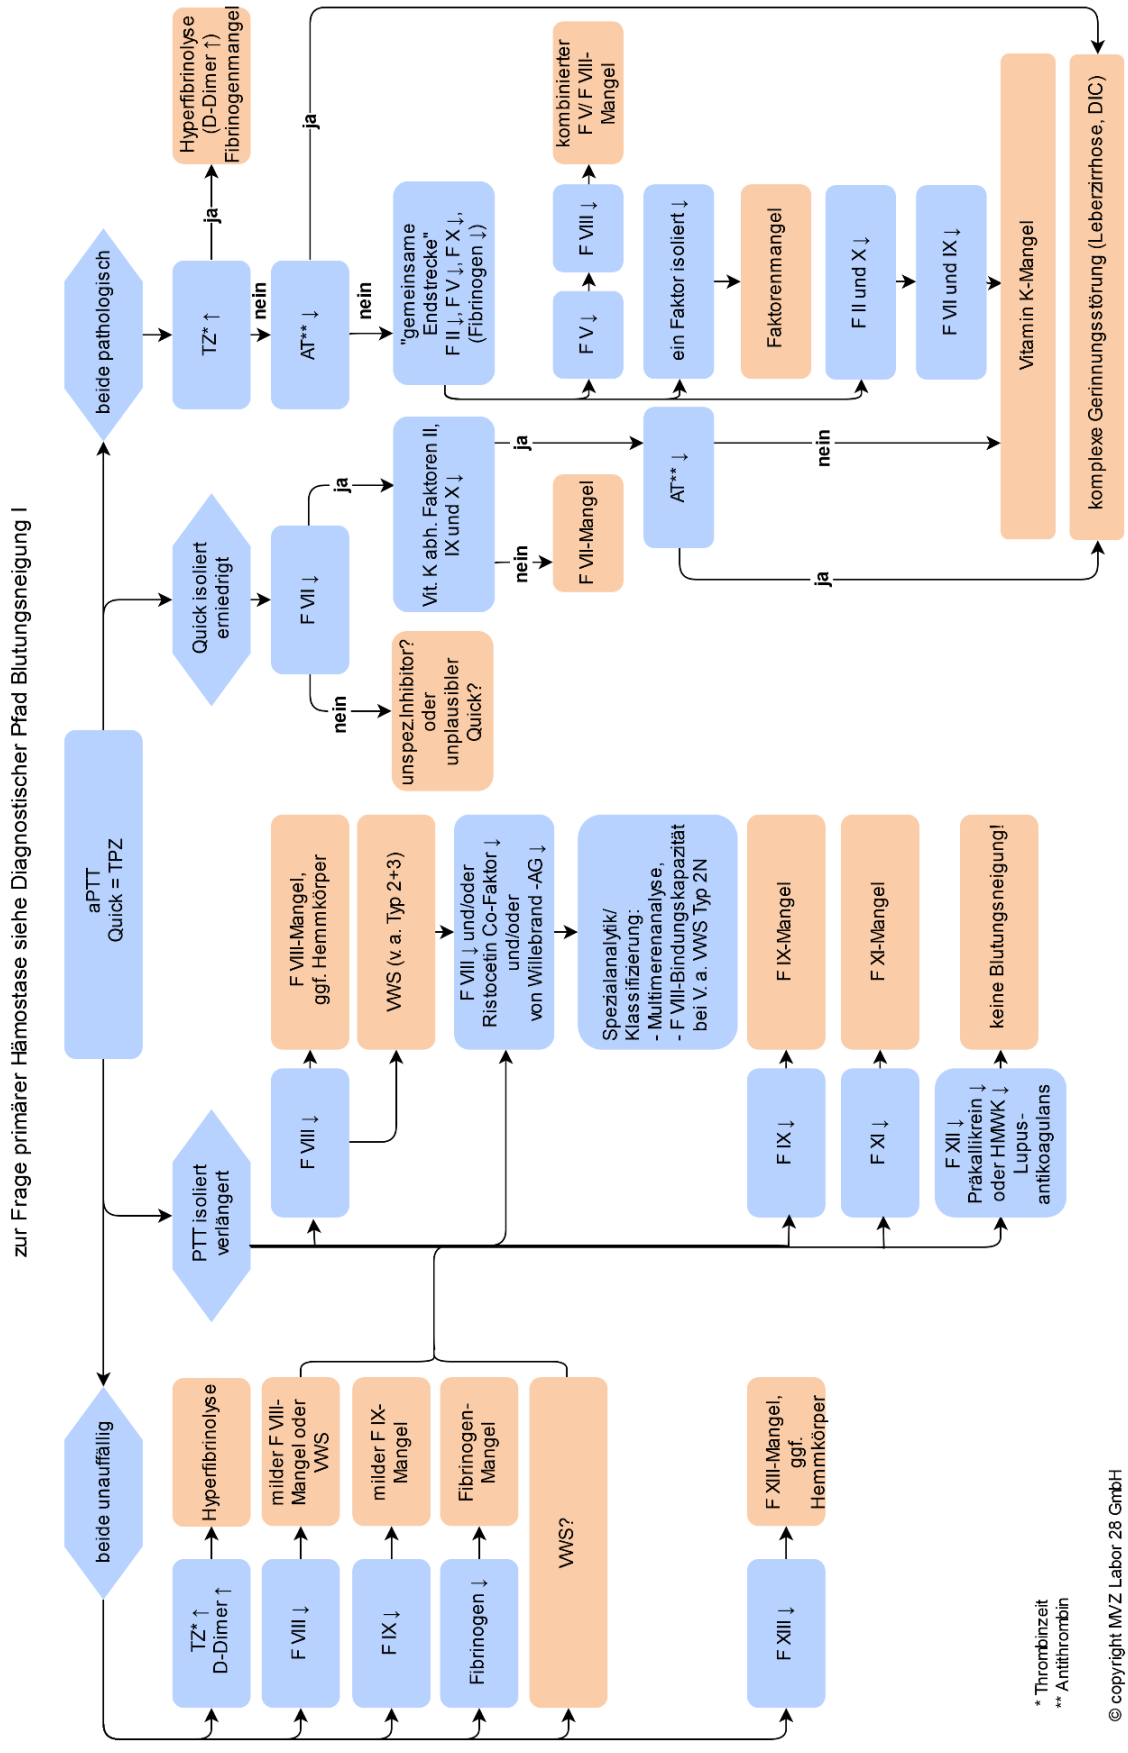 zur Frage primärer Hämostase siehe Diagnostischer Pfad Blutungsneigung I
aPTT
Quick = TPZ
beide unauffällig
TZ* ↑
D-Dimer ↑
Hyperfibrinolyse
F VIII ↓
milder F VIII-
Mangel oder
VWS
F IX ↓
milder F IX-
Mangel
Fibrinogen ↓
Fibrinogen-
Mangel
VWS?
F XIII ↓
F XIII-Mangel,
ggf.
Hemmkörper
PTT isoliert
verlängert
F VIII ↓
F VIII-Mangel,
ggf. Hemmkörper
VWS (v. a. Typ 2+3)
F VIII ↓ und/oder
Ristocetin Co-Faktor ↓
und/oder
von Willebrand -AG ↓
Spezialanalytik/
Klassifizierung:
- Multimerenanalyse,
- F VIII-Bindungskapazität
bei V. a. VWS Typ 2N
F IX ↓
F IX-Mangel
F XI ↓
F XI-Mangel
F XII ↓
Präkallikrein ↓
oder HMWK ↓
Lupus-
antikoagulans
keine Blutungsneigung!
Quick isoliert
erniedrigt
F VII ↓
nein
unspez.Inhibitor?
oder
unplausibler
Quick?
ja
Vit. K abh. Faktoren II,
IX und X ↓
nein
F VII-Mangel
ja
AT** ↓
nein
ja
beide pathologisch
TZ* ↑
ja
Hyperfibrinolyse
(D-Dimer ↑)
Fibrinogenmangel
nein
AT** ↓
ja
nein
"gemeinsame
Endstrecke"
F II ↓, F V ↓, F X ↓,
(Fibrinogen ↓)
F V ↓
F VIII ↓
kombinierter
F V/ F VIII-
Mangel
ein Faktor isoliert ↓
Faktorenmangel
F II und X ↓
F VII und IX ↓
Vitamin K-Mangel
komplexe Gerinnungsstörung (Leberzirrhose, DIC)
* Thrombinzeit
** Antithrombin
© copyright MVZ Labor 28 GmbH